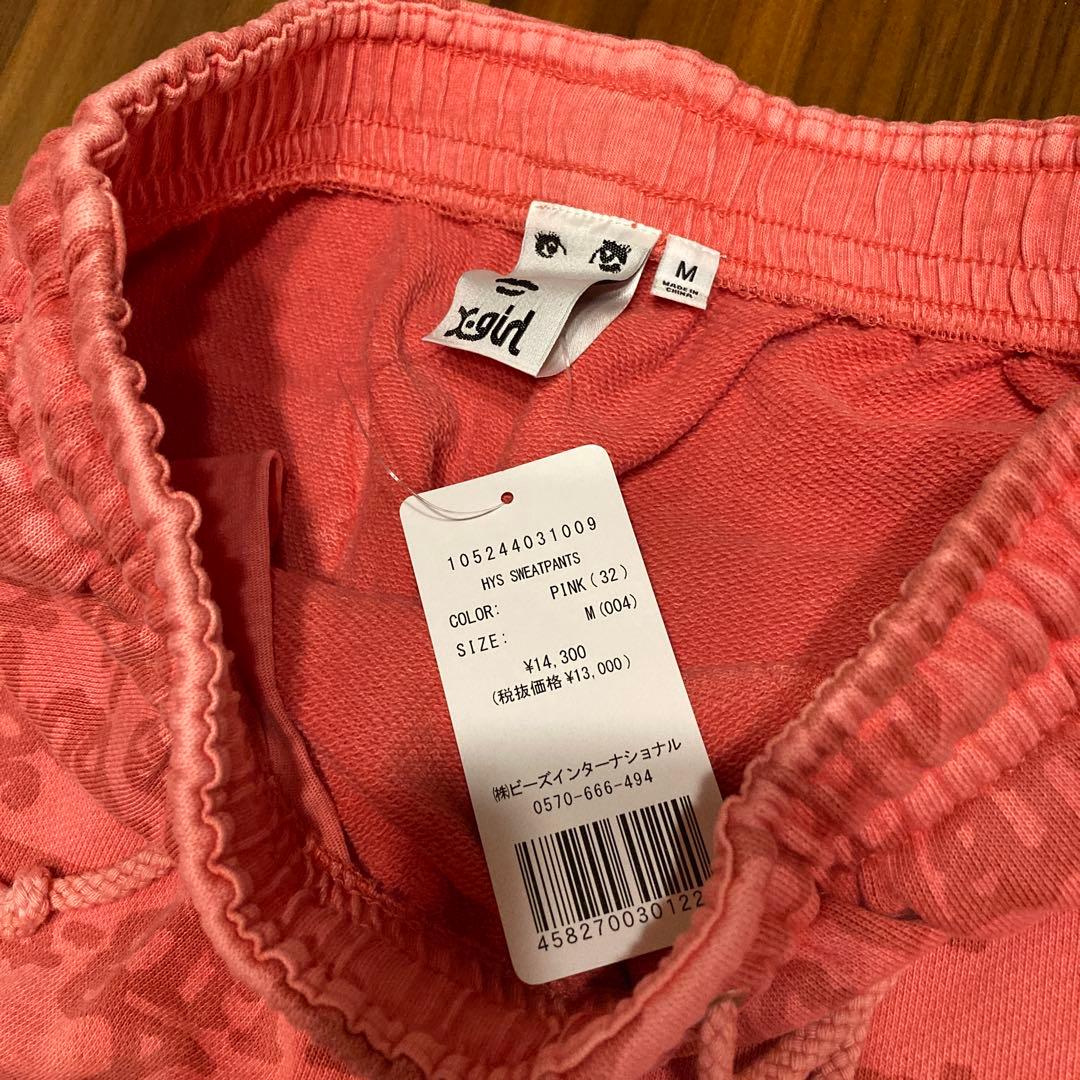 X-girl
M
MADE IN
CHINA
105244031009
HYS SWEATPANTS
COLOR: PINK(32)
SIZE: M(004)
¥14,300
(税抜価格¥13,000)
㈱ビーズインターナショナル
0570-666-494
458270030122